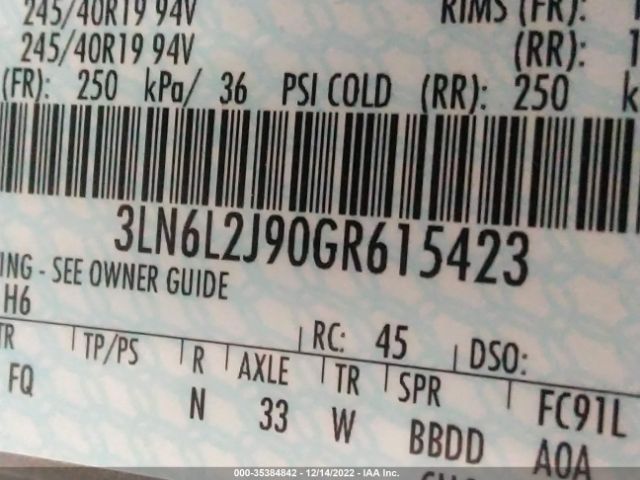 245/40R19 94V RIMS (FR):
245/40R19 94V (RR): 1
(FR): 250 kPa/ 36 PSI COLD (RR): 250 k
3LN6L2J90GR615423
ING - SEE OWNER GUIDE
H6
RC: 45 DSO:
TR TP/PS R AXLE TR SPR FC91L
FQ N 33 W BBDD A0A
000-35384842 - 12/14/2022 - IAA Inc.